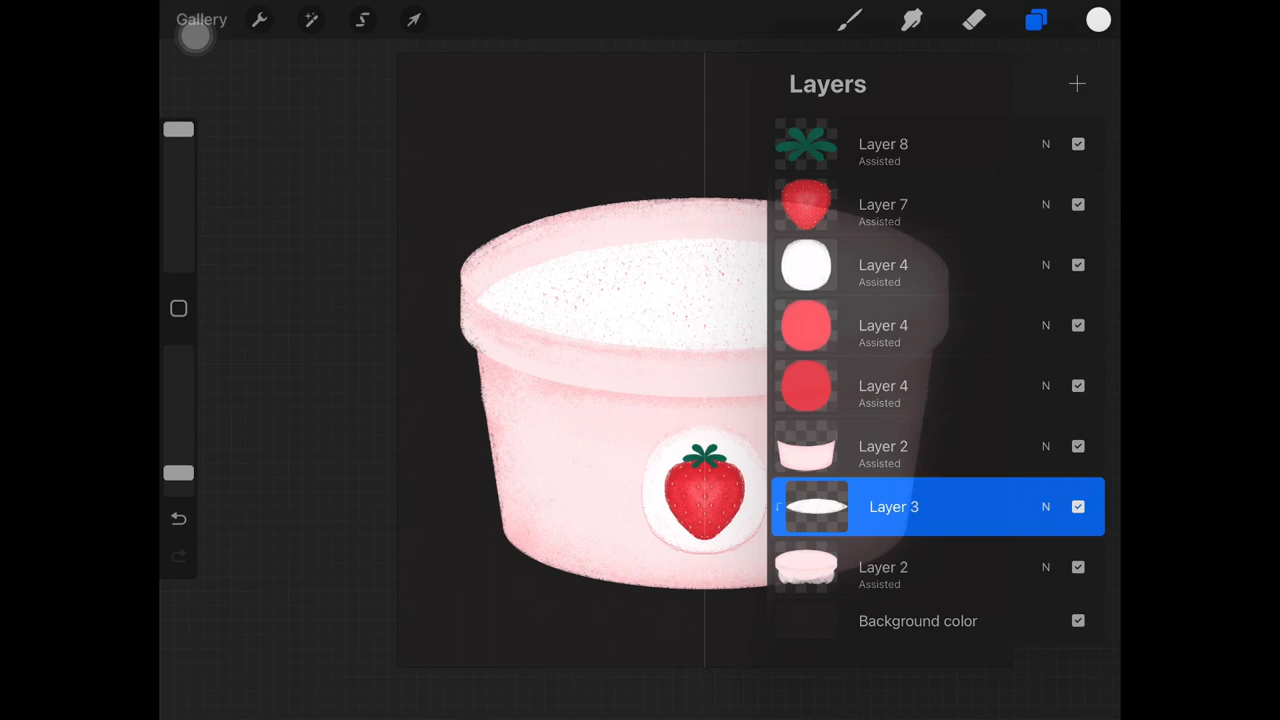 Gallery
Layers
Layer 8
N
Assisted
Layer 7
N
Assisted
Layer 4
N
Assisted
Layer 4
N
Assisted
Layer 4
N
Assisted
Layer 2
N
Assisted
Layer 3
N
Layer 2
N
Assisted
Background color